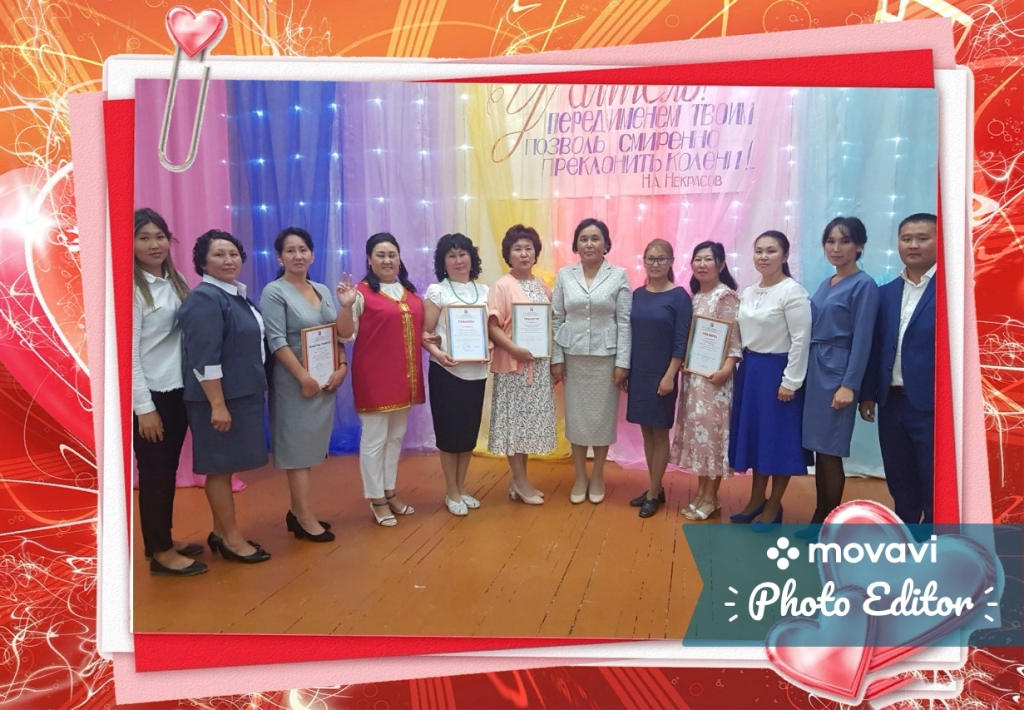 Учитель!
ПЕРЕД ИМЕНЕМ ТВОИМ
ПОЗВОЛЬ СМИРЕННО
ПРЕКЛОНИТЬ КОЛЕНИ!
Н.А. НЕКРАСОВ
movavi
Photo Editor